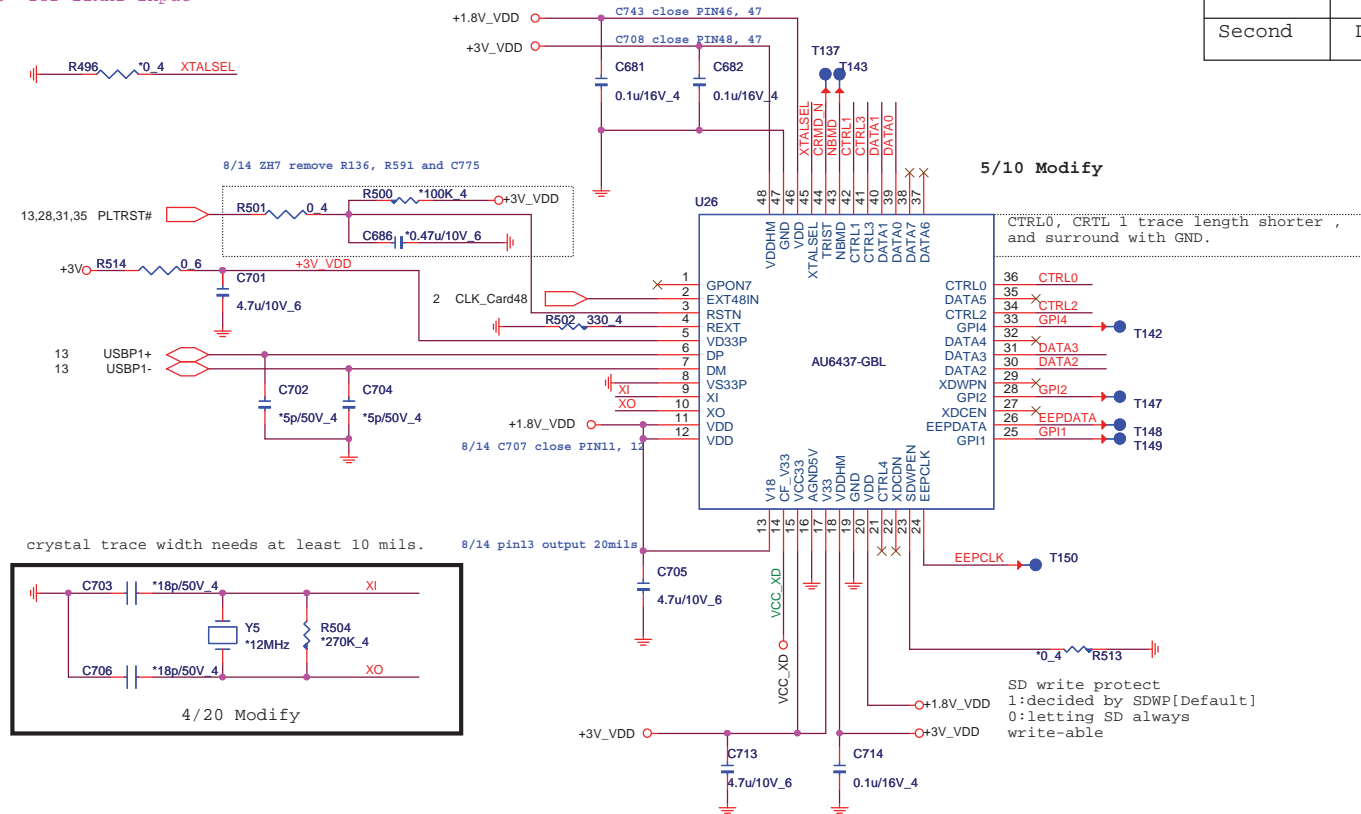 +1.8V_VDD
C743 close PIN46, 47
+3V_VDD
C708 close PIN48, 47
Second
R496
*0_4
XTALSEL
C681
0.1u/16V_4
C682
0.1u/16V_4
T137
T143
XTALSEL
CRMD_N
NBMD
CTRL1
CTRL3
DATA1
DATA0
8/14 ZH7 remove R136, R591 and C775
5/10 Modify
13,28,31,35 PLTRST#
R501
0_4
R500
*100K_4
+3V_VDD
C686
*0.47u/10V_6
U26
48
47
46
45
44
43
42
41
40
39
38
37
VDDHM
GND
VDD
XTALSEL
TRIST
NBMD
CTRL1
CTRL3
DATA1
DATA0
DATA7
DATA6
CTRL0, CRTL 1 trace length shorter ,
and surround with GND.
+3V
R514
0_6
+3V_VDD
C701
4.7u/10V_6
2 CLK_Card48
R502
330_4
13 USBP1+
13 USBP1-
C702
*5p/50V_4
C704
*5p/50V_4
XI
XO
+1.8V_VDD
8/14 C707 close PIN11, 12
1 GPON7
2 EXT48IN
3 RSTN
4 REXT
5 VD33P
6 DP
7 DM
8 VS33P
9 XI
10 XO
11 VDD
12 VDD
AU6437-GBL
CTRL0 36 CTRL0
DATA5 35
CTRL2 34 CTRL2
GPI4 33 GPI4
T142
DATA4 32
DATA3 31 DATA3
DATA2 30 DATA2
XDWPN 29
GPI2 28 GPI2
T147
XDCEN 27
EEPDATA 26 EEPDATA
T148
GPI1 25 GPI1
T149
V18
CF_V33
VCC33
AGND5V
V33
VDDHM
GND
VDD
CTRL4
XDCDN
SDWPEN
EEPCLK
13
14
15
16
17
18
19
20
21
22
23
24
8/14 pin13 output 20mils
EEPCLK
T150
C705
4.7u/10V_6
VCC_XD
VCC_XD
crystal trace width needs at least 10 mils.
C703
*18p/50V_4
XI
Y5
*12MHz
R504
*270K_4
C706
*18p/50V_4
XO
4/20 Modify
*0_4
R513
SD write protect
1:decided by SDWP[Default]
0:letting SD always
write-able
+1.8V_VDD
+3V_VDD
+3V_VDD
C713
4.7u/10V_6
C714
0.1u/16V_4